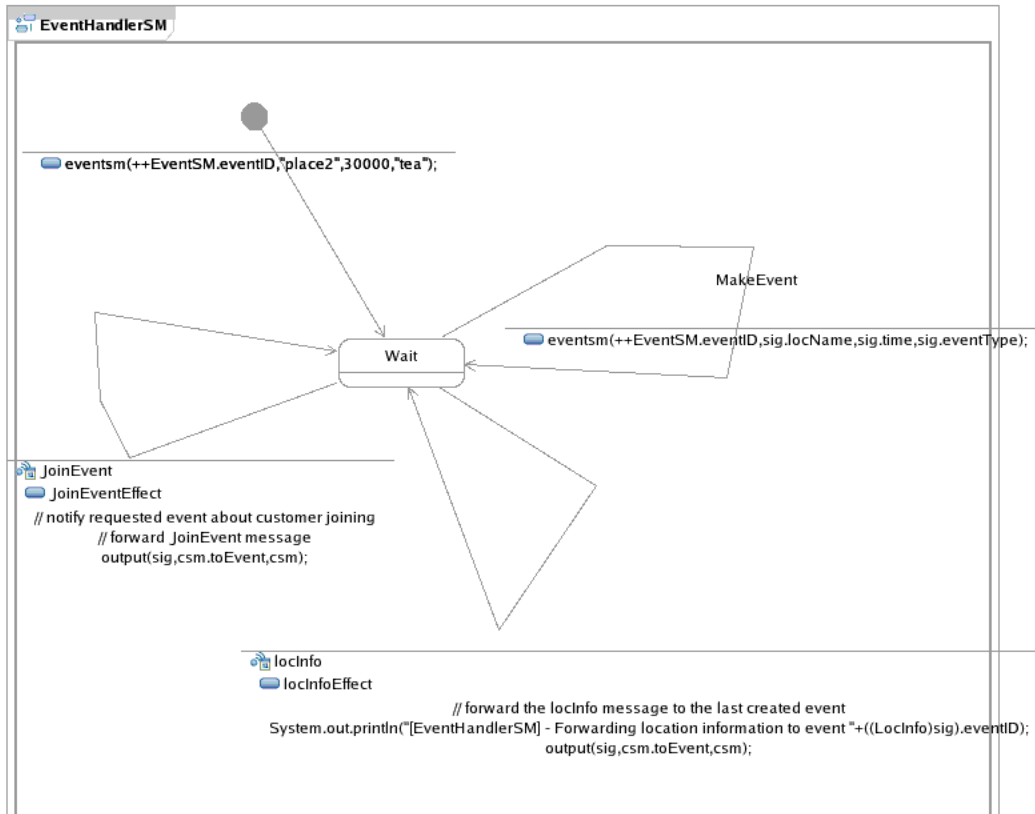 EventHandlerSM
eventsm(++EventSM.eventID,"place2",30000,"tea");
MakeEvent
eventsm(++EventSM.eventID,sig.locName,sig.time,sig.eventType);
Wait
JoinEvent
JoinEventEffect
// notify requested event about customer joining
// forward JoinEvent message
output(sig,csm.toEvent,csm);
locInfo
locInfoEffect
// forward the locInfo message to the last created event
System.out.println("[EventHandlerSM] - Forwarding location information to event "+((LocInfo)sig).eventID);
output(sig,csm.toEvent,csm);